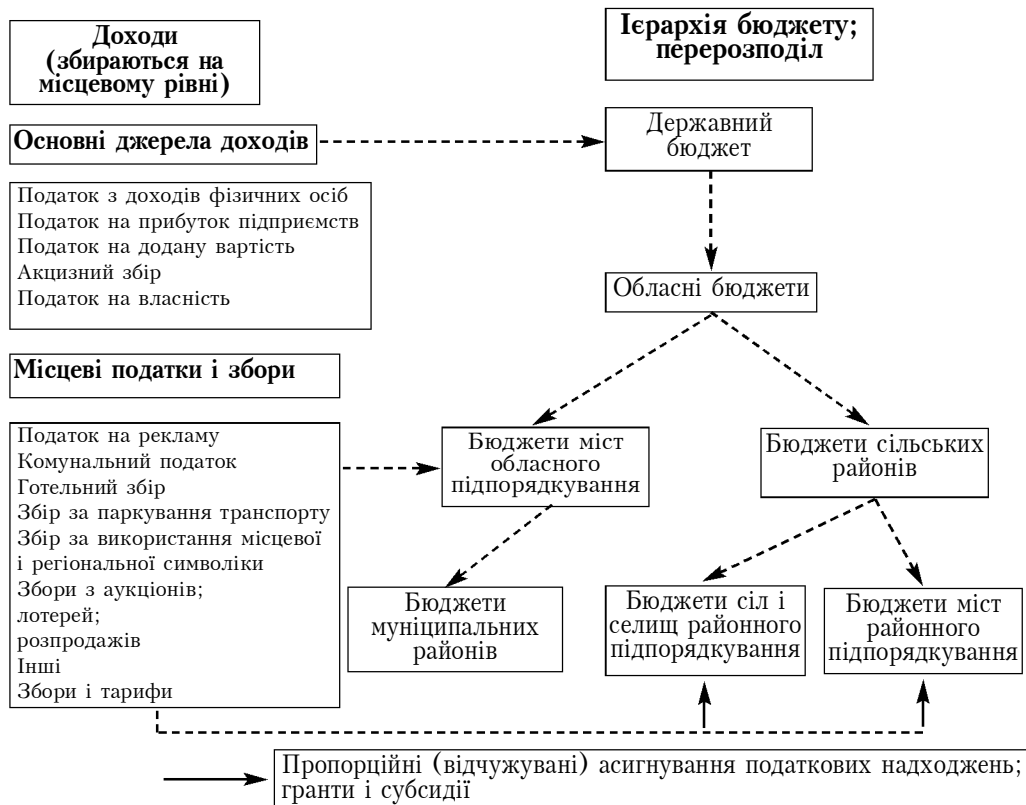 Доходи
(збираються на
місцевому рівні)
Ієрархія бюджету;
перерозподіл
Основні джерела доходів
Державний
бюджет
Податок з доходів фізичних осіб
Податок на прибуток підприємств
Податок на додану вартість
Акцизний збір
Податок на власність
Обласні бюджети
Місцеві податки і збори
Податок на рекламу
Комунальний податок
Готельний збір
Збір за паркування транспорту
Збір за використання місцевої
і регіональної символіки
Збори з аукціонів;
лотерей;
розпродажів
Інші
Збори і тарифи
Бюджети міст
обласного
підпорядкування
Бюджети сільських
районів
Бюджети
муніципальних
районів
Бюджети сіл і
селищ районного
підпорядкування
Бюджети міст
районного
підпорядкування
Пропорційні (відчужувані) асигнування податкових надходжень;
гранти і субсидії